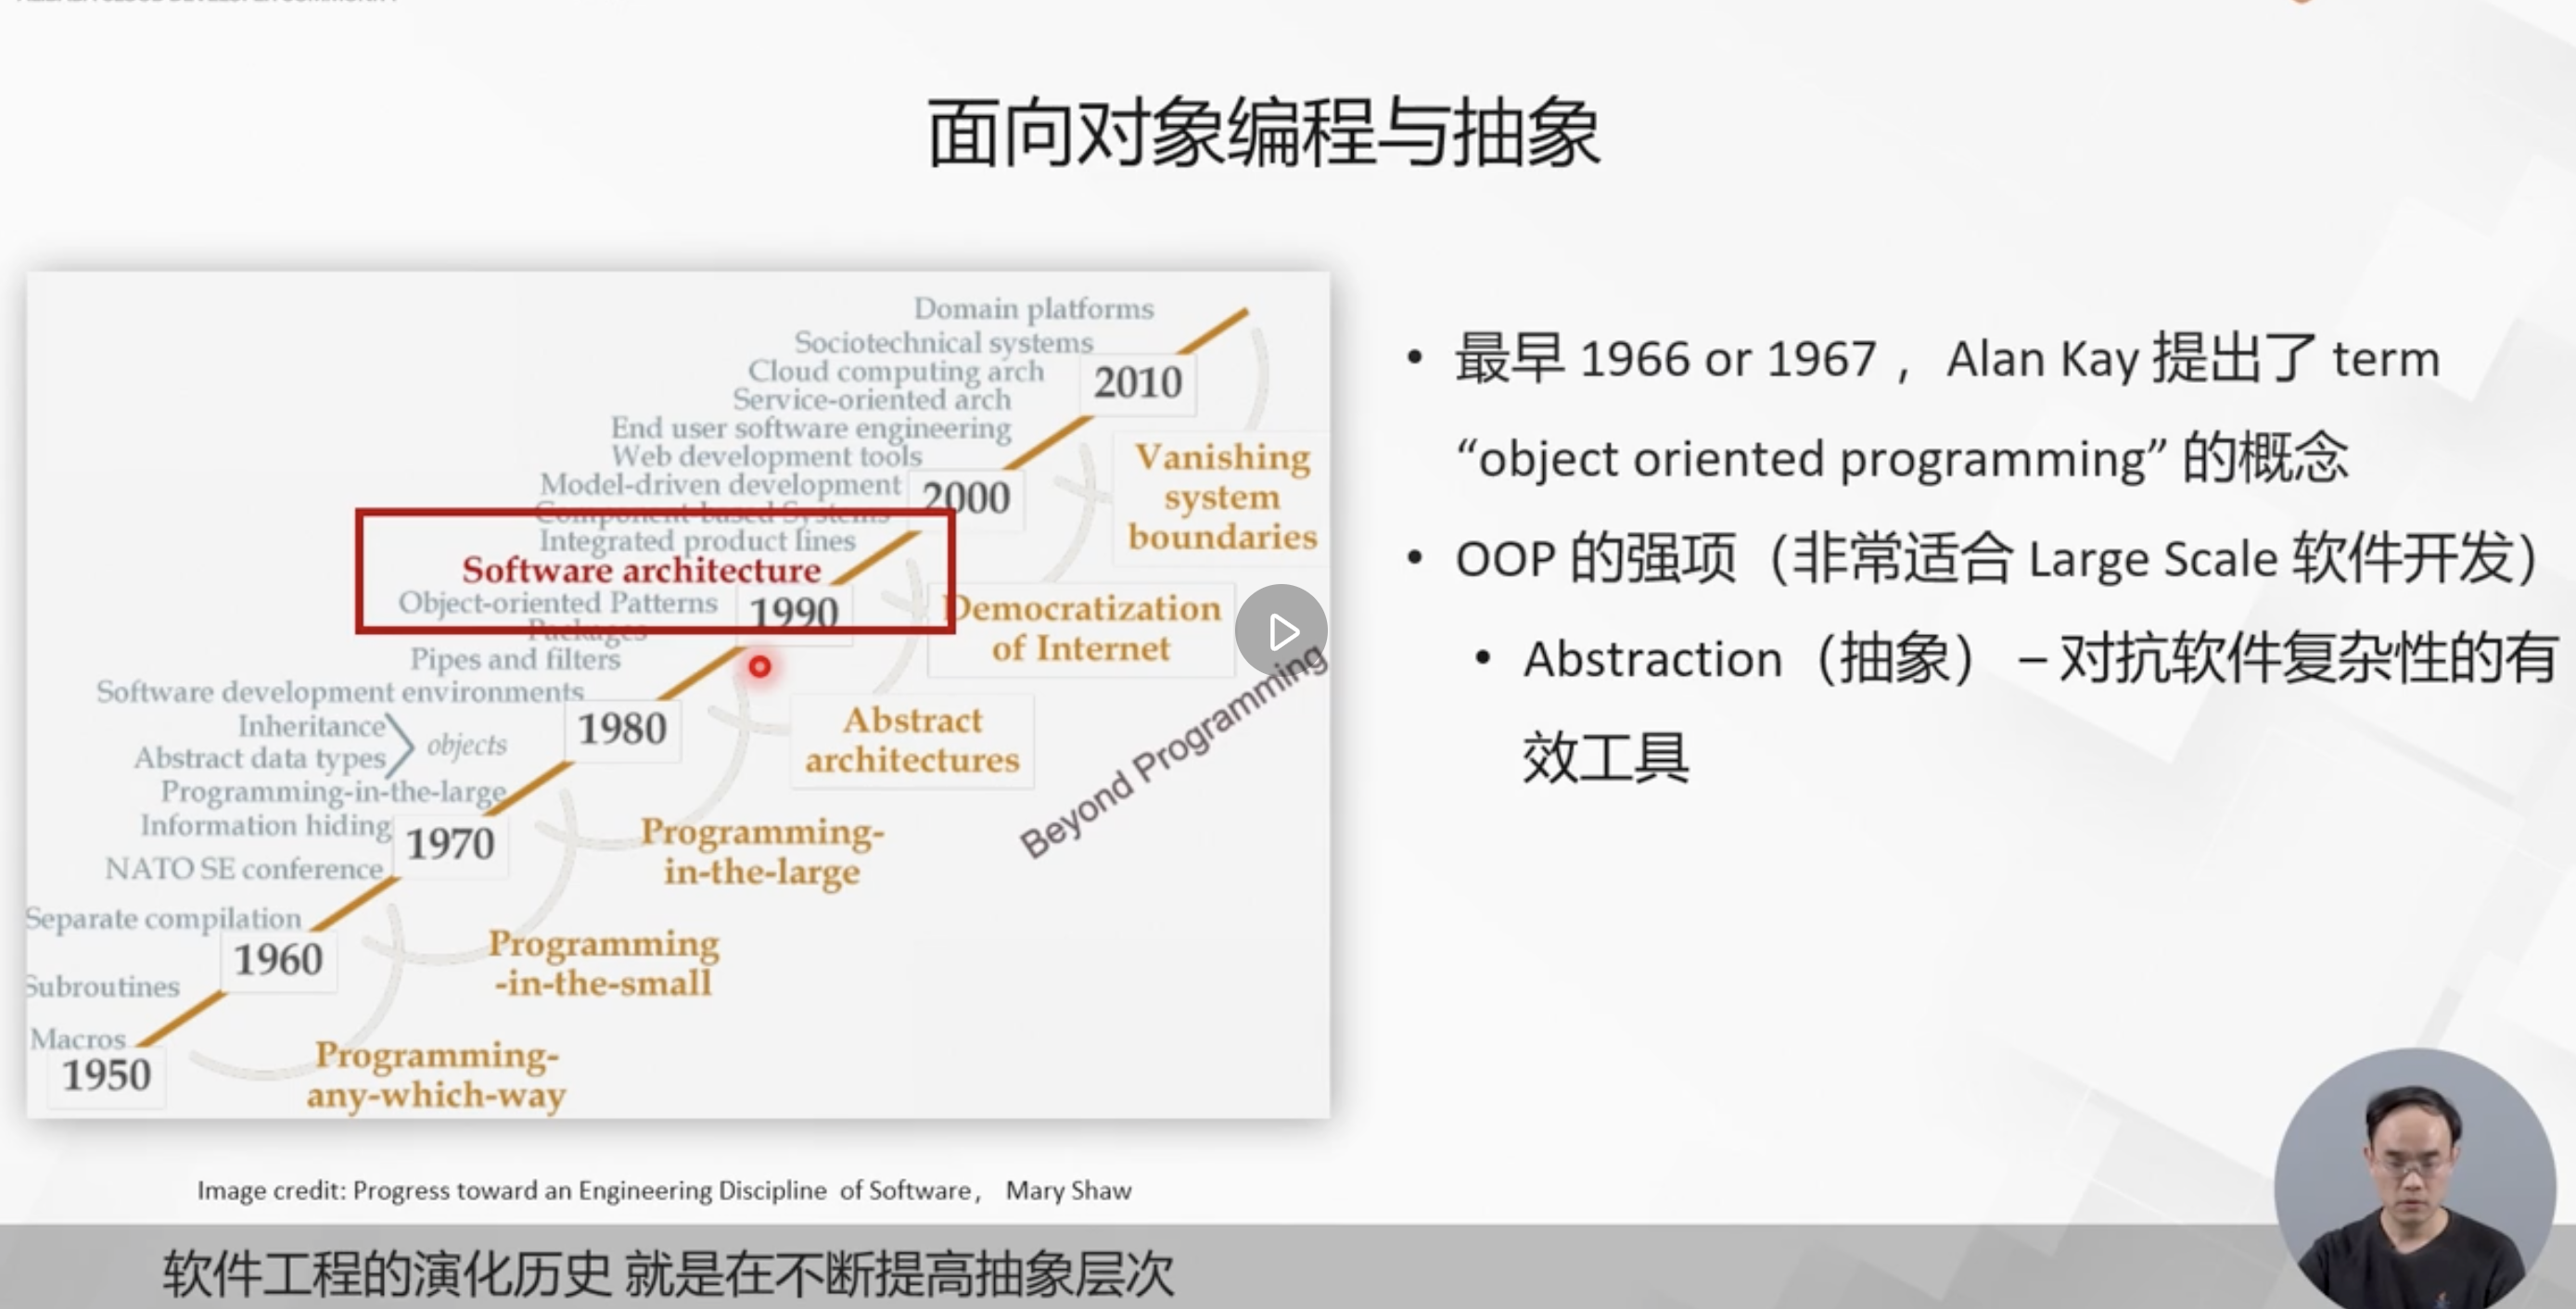 面向对象编程与抽象
Domain platforms
Sociotechnical systems
Cloud computing arch
2010
Service-oriented arch
End user software engineering
Web development tools
Vanishing
system
boundaries
Model-driven development
2000
Component-based Systems
Integrated product lines
Software architecture
Object-oriented Patterns
1990
Democratization
of Internet
Packages
Pipes and filters
Software development environments
Inheritance
Abstract data types
objects
1980
Abstract
architectures
Beyond Programming
Programming-in-the-large
Information hiding
1970
Programming-
in-the-large
NATO SE conference
Separate compilation
1960
Programming
-in-the-small
Subroutines
Macros
1950
Programming-
any-which-way
Image credit: Progress toward an Engineering Discipline of Software， Mary Shaw
• 最早 1966 or 1967， Alan Kay 提出了 term
“object oriented programming” 的概念
• OOP 的强项（非常适合 Large Scale 软件开发）
• Abstraction（抽象） – 对抗软件复杂性的有
效工具
软件工程的演化历史 就是在不断提高抽象层次